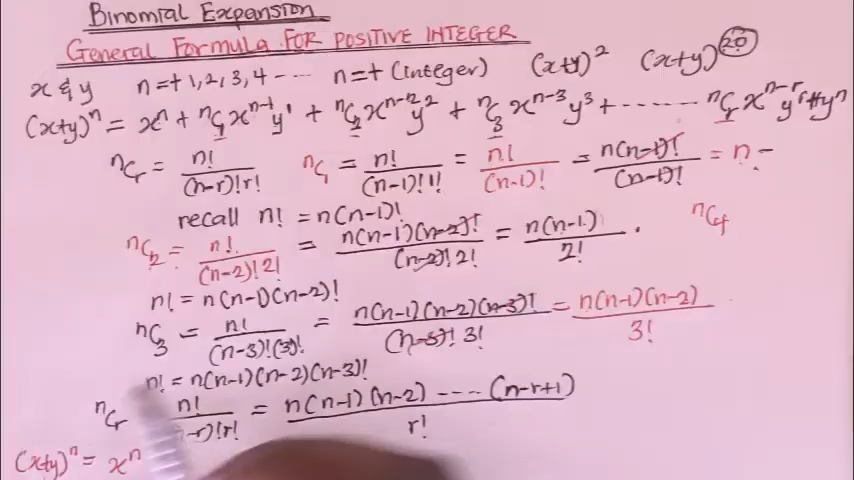 Binomial Expansion
General Formula FOR POSITIVE INTEGER
x & y n=+1,2,3,4 --- n=+(integer) (x+y)² (x+y)²⁰
(x+y)ⁿ = xⁿ + ⁿC₁xⁿ⁻¹y¹ + ⁿC₂xⁿ⁻²y² + ⁿC₃xⁿ⁻³y³ + ------- ⁿCᵣxⁿ⁻ʳyʳ + yⁿ
ⁿCᵣ = n!/(n-r)!r! ⁿC₁ = n!/(n-1)!1! = n!/(n-1)! = n(n-1)!/(n-1)! = n -
recall n! = n(n-1)!
ⁿC₂ = n!/(n-2)!2! = n(n-1)(n-2)!/(n-2)!2! = n(n-1)/2! . ⁿC₄
n! = n(n-1)(n-2)!
ⁿC₃ = n!/(n-3)!(3)! = n(n-1)(n-2)(n-3)!/(n-3)!3! = n(n-1)(n-2)/3!
n! = n(n-1)(n-2)(n-3)!
ⁿCᵣ n!/-r)!r! = n(n-1)(n-2) ---- (n-r+1)/r!
(x+y)ⁿ = xⁿ